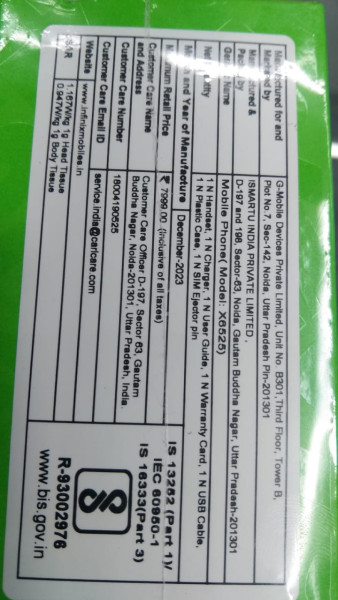 Manufactured for and
Marketed by
G-Mobile Devices Private Limited, Unit No. B301,Third Floor, Tower B,
Plot No 7, Sec-142, Noida, Uttar Pradesh Pin-201301
Manufactured &
Packed by
ISMARTU INDIA PRIVATE LIMITED ,
D-197 and 198, Sector-63, Noida, Gautam Buddha Nagar, Uttar Pradesh-201301
Generic Name
Mobile Phone( Model: X6525)
Net Quantity
1 N Handset, 1 N Charger, 1 N User Guide, 1 N Warranty Card, 1 N USB Cable,
1 N Plastic Case, 1 N SIM Ejector pin
Month and Year of Manufacture December-2023
Maximum Retail Price
₹ 7999.00 (inclusive of all taxes)
Customer Care Name
and Address
Customer Care Officer D-197, Sector-63, Gautam
Buddha Nagar, Noida-201301, Uttar Pradesh, India
Customer Care Number
18004190525
Customer Care Email ID
service.india@carlcare.com
Website www.infinixmobiles.in
SAR
1.167W/kg 1g Head Tissue
0.947W/kg 1g Body Tissue
IS 13252 (Part 1)/
IEC 60950-1
IS 16333(Part 3)
R-93002976
www.bis.gov.in